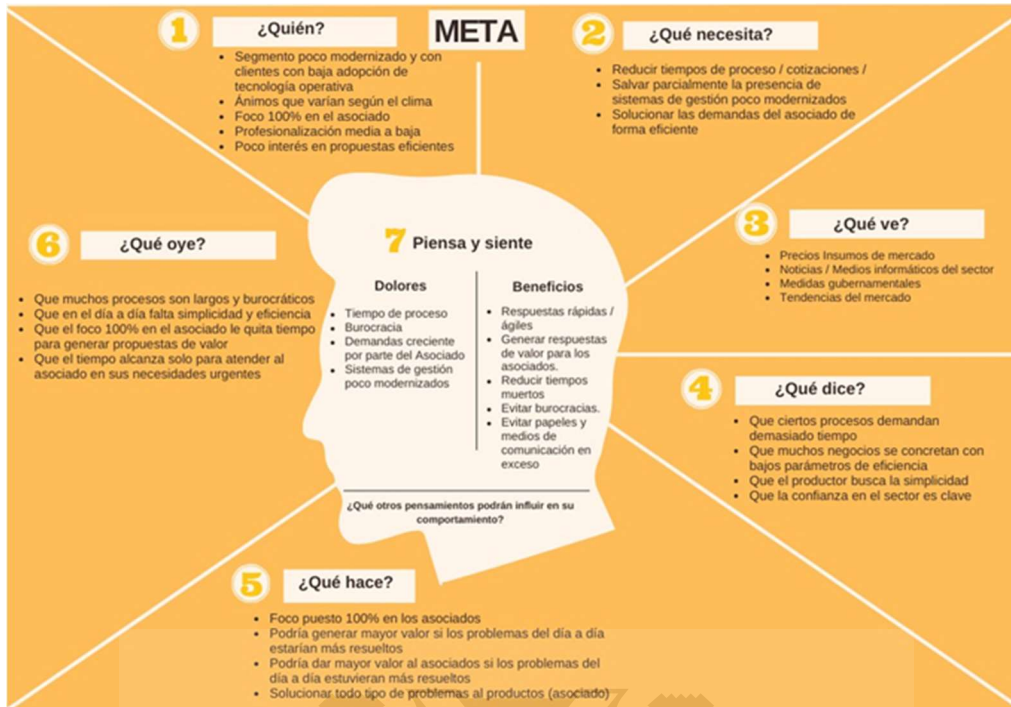 META
1
¿Quién?
Segmento poco modernizado y con
clientes con baja adopción de
tecnología operativa
Ánimos que varían según el clima
Foco 100% en el asociado
Profesionalización media a baja
Poco interés en propuestas eficientes
2
¿Qué necesita?
Reducir tiempos de proceso / cotizaciones /
Salvar parcialmente la presencia de
sistemas de gestión poco modernizados
Solucionar las demandas del asociado de
forma eficiente
3
¿Qué ve?
Precios Insumos de mercado
Noticias / Medios informáticos del sector
Medidas gubernamentales
Tendencias del mercado
4
¿Qué dice?
Que ciertos procesos demandan
demasiado tiempo
Que muchos negocios se concretan con
bajos parámetros de eficiencia
Que el productor busca la simplicidad
Que la confianza en el sector es clave
5
¿Qué hace?
Foco puesto 100% en los asociados
Podría generar mayor valor si los problemas del día a día
estarían más resueltos
Podría dar mayor valor al asociados si los problemas del
día a día estuvieran más resueltos
Solucionar todo tipo de problemas al productos (asociado)
6
¿Qué oye?
Que muchos procesos son largos y burocráticos
Que en el día a día falta simplicidad y eficiencia
Que el foco 100% en el asociado le quita tiempo
para generar propuestas de valor
Que el tiempo alcanza solo para atender al
asociado en sus necesidades urgentes
7 Piensa y siente
Dolores
Tiempo de proceso
Burocracia
Demandas creciente
por parte del Asociado
Sistemas de gestión
poco modernizados
Beneficios
Respuestas rápidas /
ágiles
Generar respuestas
de valor para los
asociados.
Reducir tiempos
muertos
Evitar burocracias.
Evitar papeles y
medios de
comunicación en
exceso
¿Qué otros pensamientos podrán influir en su
comportamiento?